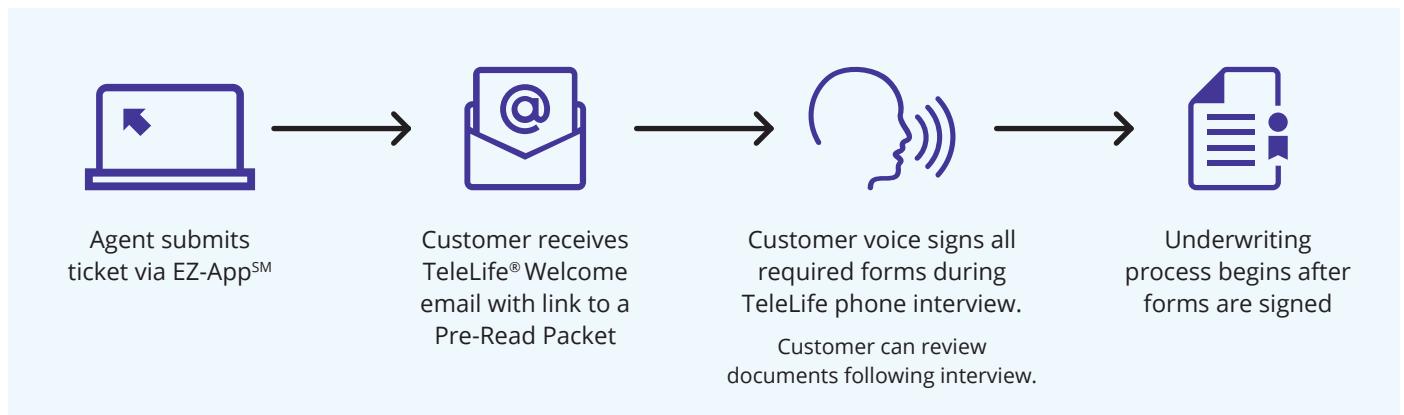 Agent submits
ticket via EZ-App℠
Customer receives
TeleLife® Welcome
email with link to a
Pre-Read Packet
Customer voice signs all
required forms during
TeleLife phone interview.
Customer can review
documents following interview.
Underwriting
process begins after
forms are signed